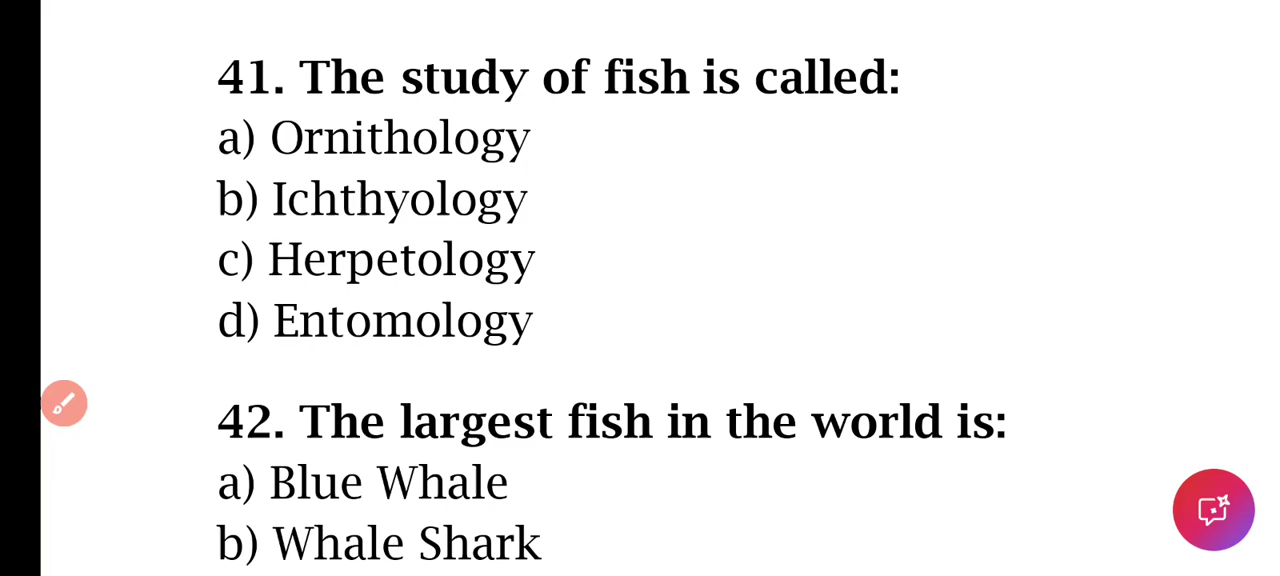 41. The study of fish is called:
a) Ornithology
b) Ichthyology
c) Herpetology
d) Entomology
42. The largest fish in the world is:
a) Blue Whale
b) Whale Shark